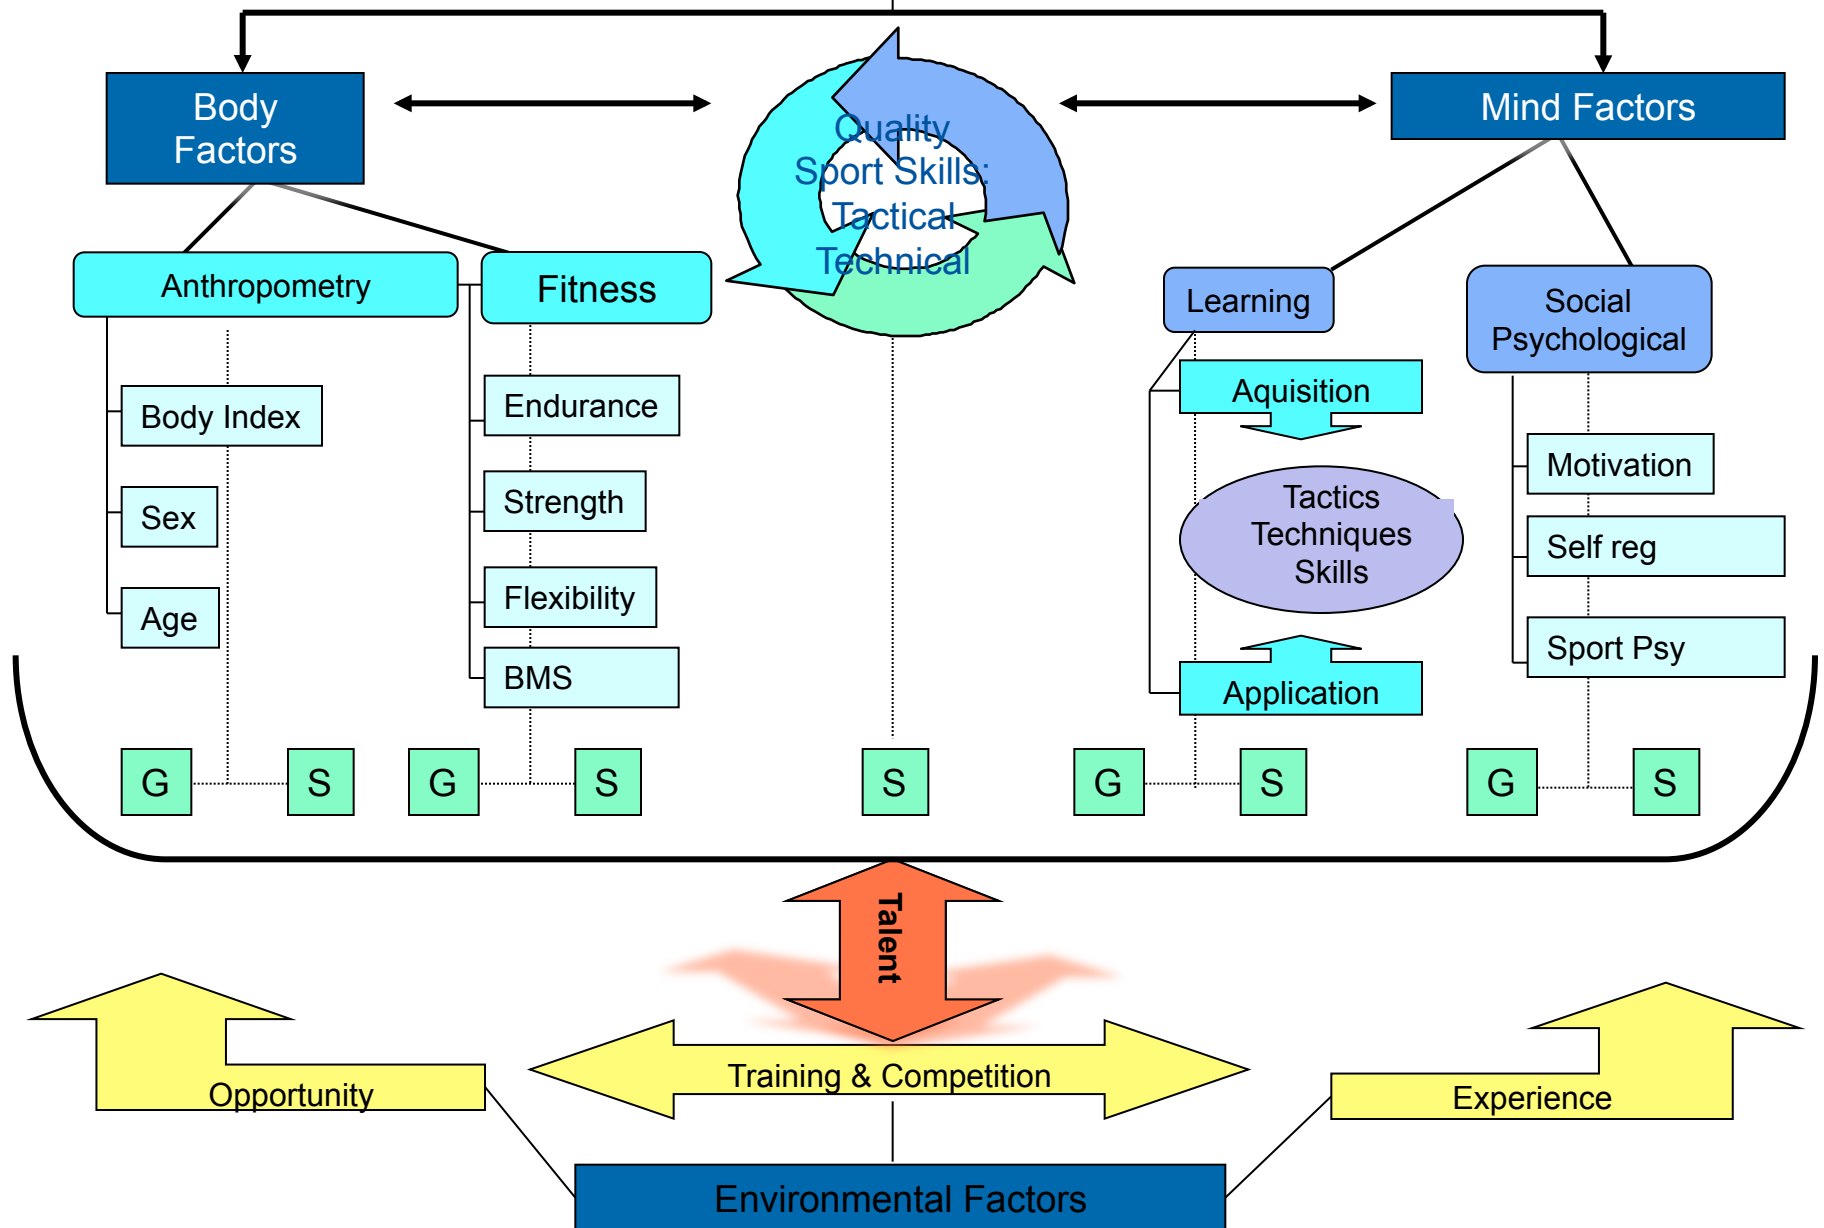 Body
Factors
Quality
Sport Skills:
Tactical
Technical
Mind Factors
Anthropometry
Fitness
Learning
Social
Psychological
Body Index
Sex
Age
Endurance
Strength
Flexibility
BMS
Aquisition
Tactics
Techniques
Skills
Application
Motivation
Self reg
Sport Psy
G
S
G
S
S
G
S
G
S
Talent
Opportunity
Training & Competition
Experience
Environmental Factors